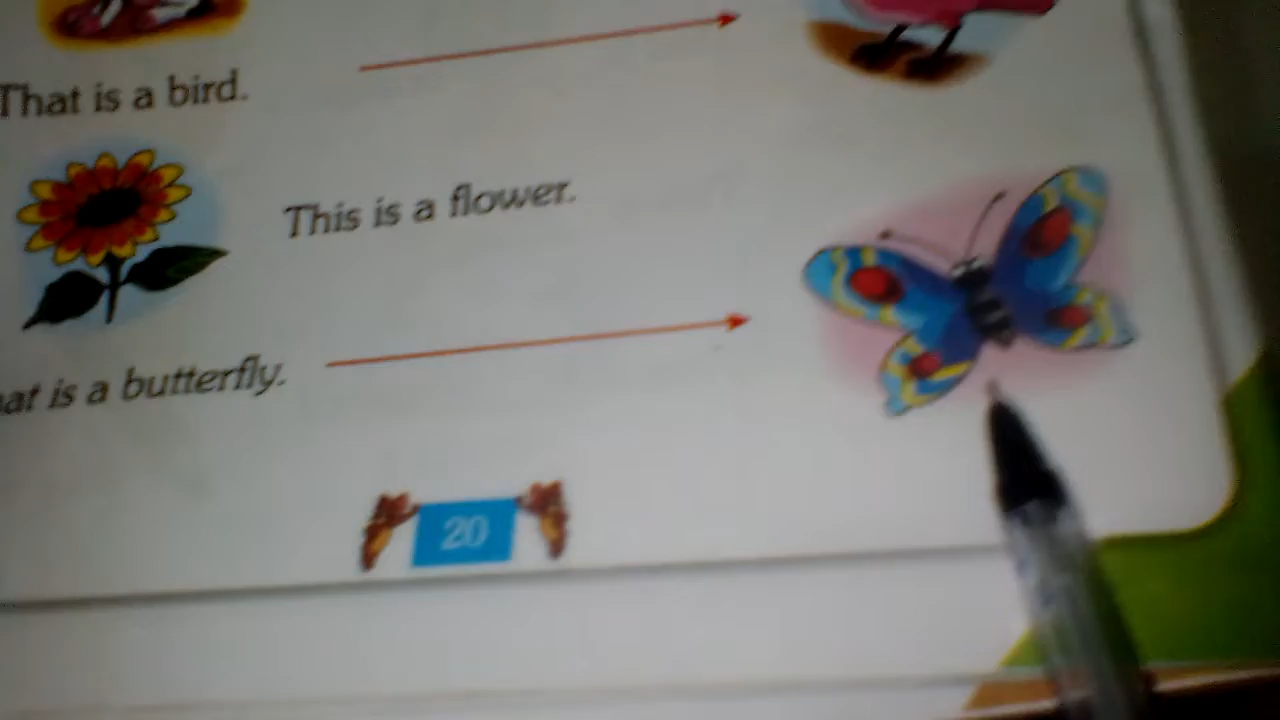 That is a bird.
This is a flower.
is a butterfly.
20